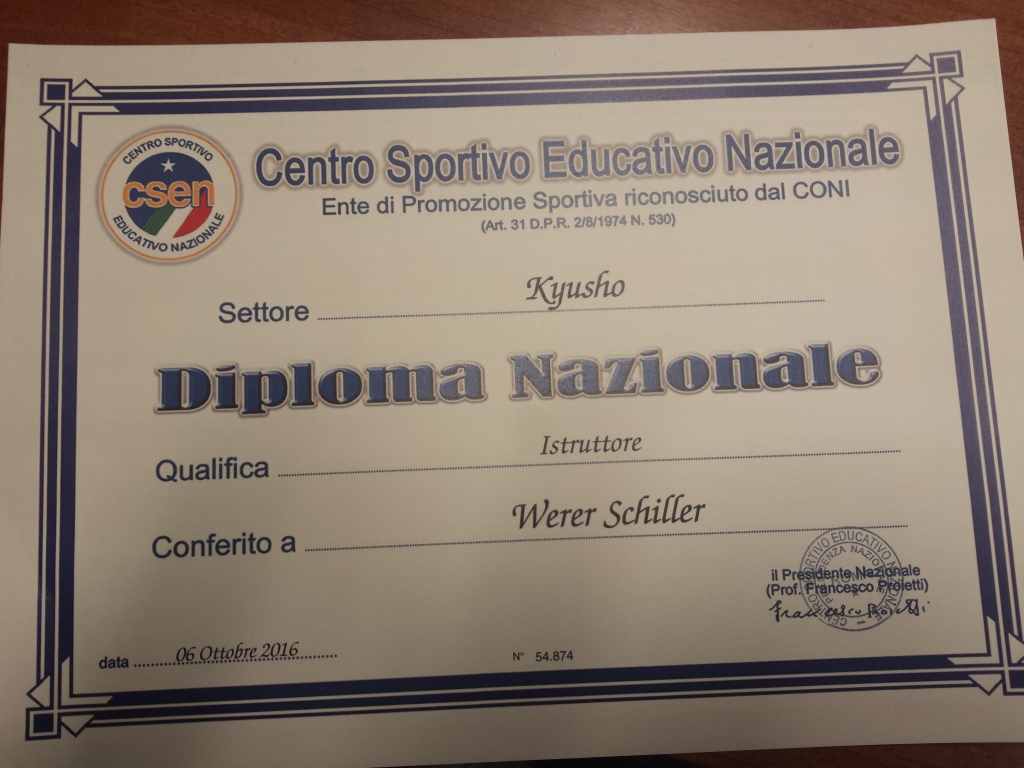 CENTRO SPORTIVO
csen
EDUCATIVO NAZIONALE
Centro Sportivo Educativo Nazionale
Ente di Promozione Sportiva riconosciuto dal CONI
(Art. 31 D.P.R. 2/8/1974 N. 530)
Settore Kyusho
Diploma Nazionale
Qualifica Istruttore
Conferito a Werer Schiller
il Presidente Nazionale
(Prof. Francesco Proietti)
Francesco Proietti
data 06 Ottobre 2016
N° 54.874